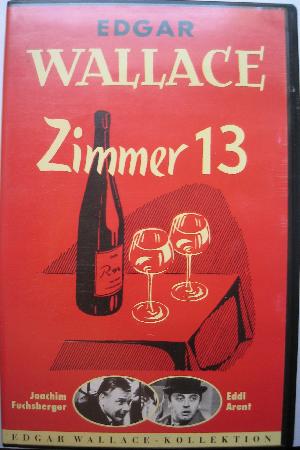 EDGAR
WALLACE
Zimmer 13
Joachim
Fuchsberger
Eddi
Arent
EDGAR WALLACE-KOLLEKTION